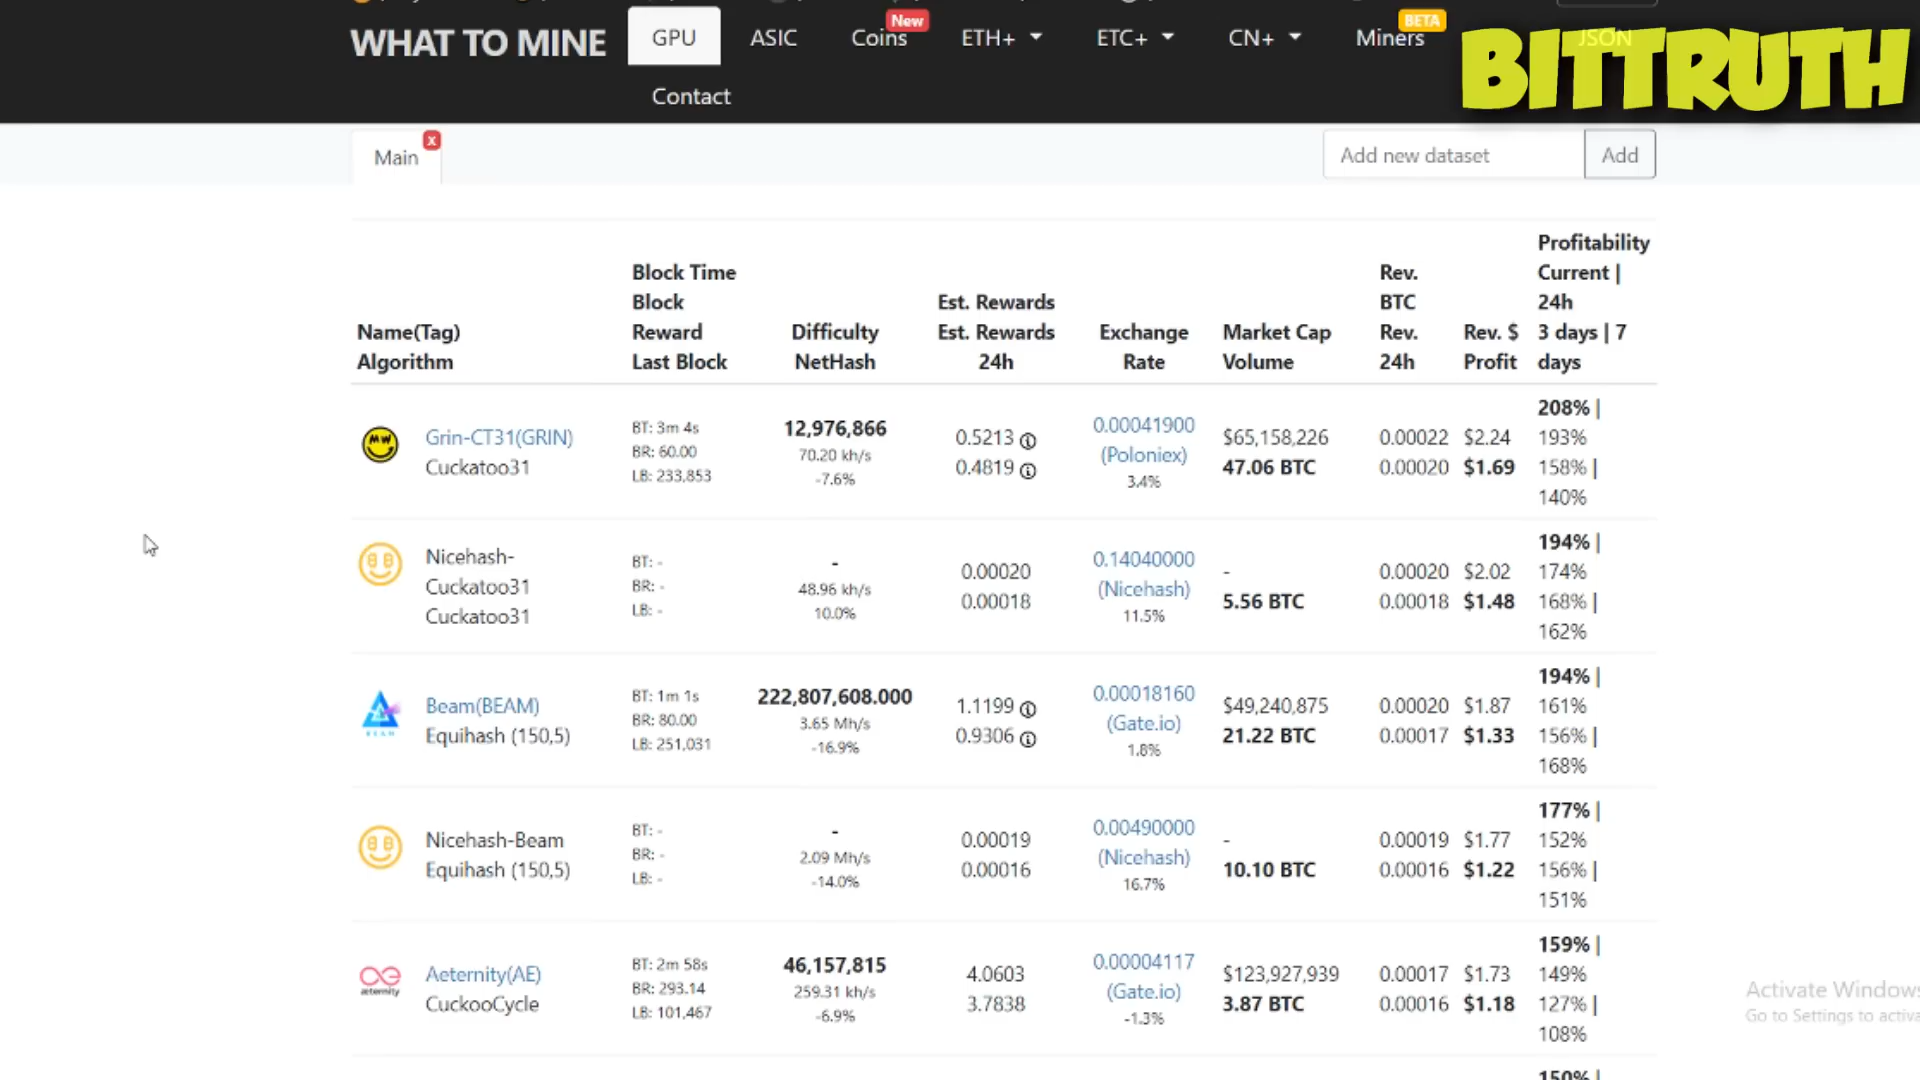 WHAT TO MINE
GPU
ASIC
Coins
New
ETH+
ETC+
CN+
Miners
BETA
JSON
BITTRUTH
Contact
Main
x
Add new dataset
Add
Name(Tag)
Algorithm
Block Time
Block
Reward
Last Block
Difficulty
NetHash
Est. Rewards
Est. Rewards
24h
Exchange
Rate
Market Cap
Volume
Rev.
BTC
Rev.
24h
Rev. $
Profit
Profitability
Current |
24h
3 days | 7
days
Grin-CT31(GRIN)
Cuckatoo31
BT: 3m 4s
BR: 60.00
LB: 233,853
12,976,866
70.20 kh/s
-7.6%
0.5213
0.4819
0.00041900
(Poloniex)
3.4%
$65,158,226
47.06 BTC
0.00022
0.00020
$2.24
$1.69
208% |
193%
158% |
140%
Nicehash-
Cuckatoo31
Cuckatoo31
BT: -
BR: -
LB: -
-
48.96 kh/s
10.0%
0.00020
0.00018
0.14040000
(Nicehash)
11.5%
-
5.56 BTC
0.00020
0.00018
$2.02
$1.48
194% |
174%
168% |
162%
BEAM
Beam(BEAM)
Equihash (150,5)
BT: 1m 1s
BR: 80.00
LB: 251,031
222,807,608.000
3.65 Mh/s
-16.9%
1.1199
0.9306
0.00018160
(Gate.io)
1.8%
$49,240,875
21.22 BTC
0.00020
0.00017
$1.87
$1.33
194% |
161%
156% |
168%
Nicehash-Beam
Equihash (150,5)
BT: -
BR: -
LB: -
-
2.09 Mh/s
-14.0%
0.00019
0.00016
0.00490000
(Nicehash)
16.7%
-
10.10 BTC
0.00019
0.00016
$1.77
$1.22
177% |
152%
156% |
151%
æternity
Aeternity(AE)
CuckooCycle
BT: 2m 58s
BR: 293.14
LB: 101,467
46,157,815
259.31 kh/s
-6.9%
4.0603
3.7838
0.00004117
(Gate.io)
-1.3%
$123,927,939
3.87 BTC
0.00017
0.00016
$1.73
$1.18
159% |
149%
127% |
108%
150% |
Activate Windows
Go to Settings to activa